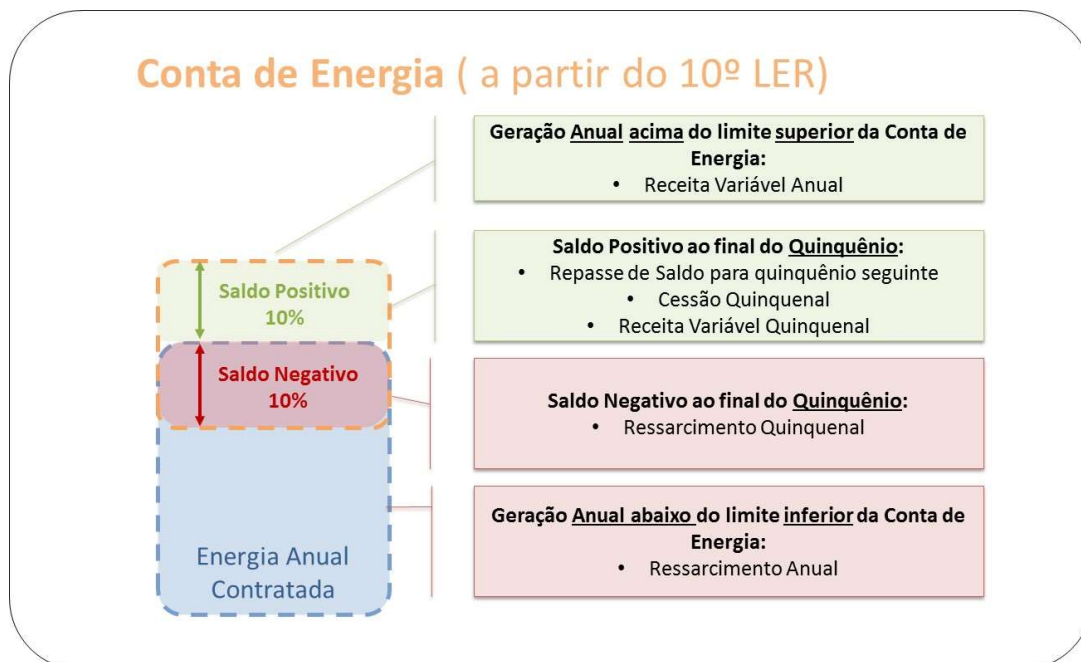 Conta de Energia ( a partir do 10º LER)
Geração Anual acima do limite superior da Conta de
Energia:
• Receita Variável Anual
Saldo Positivo ao final do Quinquênio:
• Repasse de Saldo para quinquênio seguinte
• Cessão Quinquenal
• Receita Variável Quinquenal
Saldo Positivo
10%
Saldo Negativo
10%
Saldo Negativo ao final do Quinquênio:
• Ressarcimento Quinquenal
Geração Anual abaixo do limite inferior da Conta de
Energia:
• Ressarcimento Anual
Energia Anual
Contratada